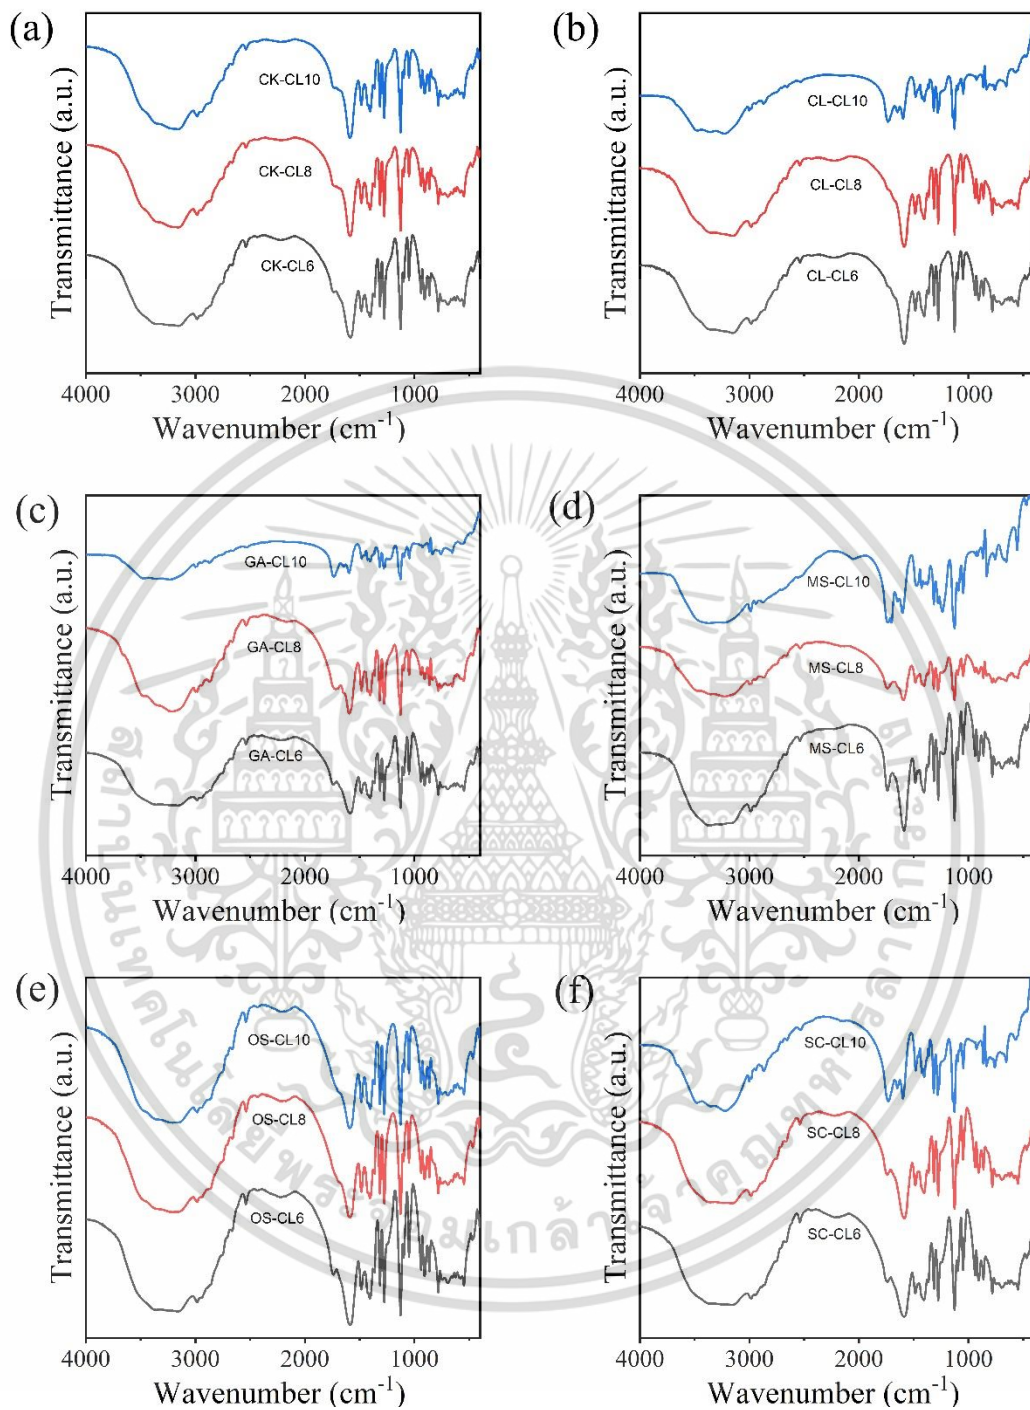 (a)
Transmittance (a.u.)
CK-CL10
CK-CL8
CK-CL6
4000 3000 2000 1000
Wavenumber (cm⁻¹)
(b)
Transmittance (a.u.)
CL-CL10
CL-CL8
CL-CL6
4000 3000 2000 1000
Wavenumber (cm⁻¹)
(c)
Transmittance (a.u.)
GA-CL10
GA-CL8
GA-CL6
4000 3000 2000 1000
Wavenumber (cm⁻¹)
(d)
Transmittance (a.u.)
MS-CL10
MS-CL8
MS-CL6
4000 3000 2000 1000
Wavenumber (cm⁻¹)
(e)
Transmittance (a.u.)
OS-CL10
OS-CL8
OS-CL6
4000 3000 2000 1000
Wavenumber (cm⁻¹)
(f)
Transmittance (a.u.)
SC-CL10
SC-CL8
SC-CL6
4000 3000 2000 1000
Wavenumber (cm⁻¹)